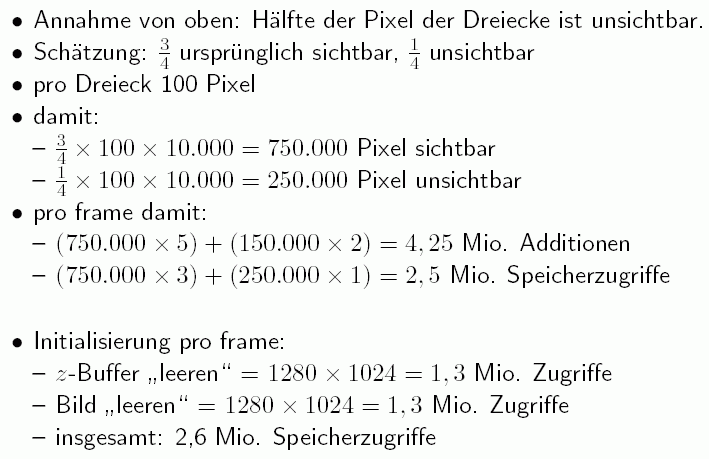 • Annahme von oben: Hälfte der Pixel der Dreiecke ist unsichtbar.
• Schätzung: 3/4 ursprünglich sichtbar, 1/4 unsichtbar
• pro Dreieck 100 Pixel
• damit:
– 3/4 × 100 × 10.000 = 750.000 Pixel sichtbar
– 1/4 × 100 × 10.000 = 250.000 Pixel unsichtbar
• pro frame damit:
– (750.000 × 5) + (150.000 × 2) = 4,25 Mio. Additionen
– (750.000 × 3) + (250.000 × 1) = 2,5 Mio. Speicherzugriffe
• Initialisierung pro frame:
– z-Buffer „leeren“ = 1280 × 1024 = 1,3 Mio. Zugriffe
– Bild „leeren“ = 1280 × 1024 = 1,3 Mio. Zugriffe
– insgesamt: 2,6 Mio. Speicherzugriffe